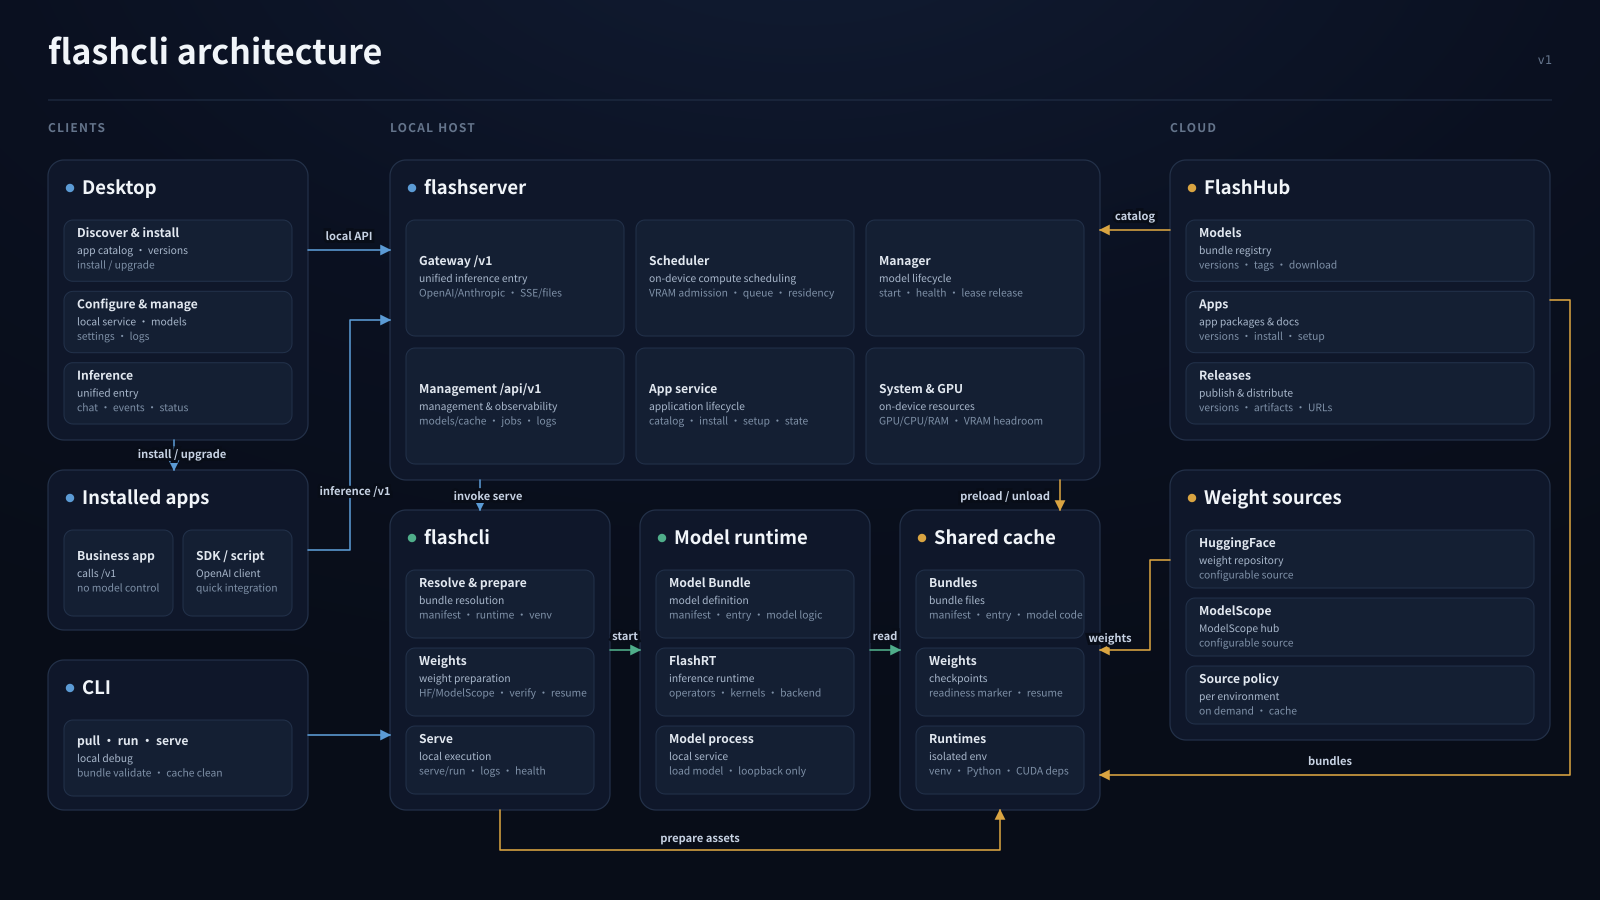 flashcli architecture
v1
CLIENTS
LOCAL HOST
CLOUD
Desktop
Discover & install
app catalog • versions
install / upgrade
Configure & manage
local service • models
settings • logs
Inference
unified entry
chat • events • status
install / upgrade
Installed apps
Business app
calls /v1
no model control
SDK / script
OpenAI client
quick integration
CLI
pull • run • serve
local debug
bundle validate • cache clean
local API
inference /v1
flashserver
Gateway /v1
unified inference entry
OpenAI/Anthropic • SSE/files
Scheduler
on-device compute scheduling
VRAM admission • queue • residency
Manager
model lifecycle
start • health • lease release
Management /api/v1
management & observability
models/cache • jobs • logs
App service
application lifecycle
catalog • install • setup • state
System & GPU
on-device resources
GPU/CPU/RAM • VRAM headroom
invoke serve
preload / unload
flashcli
Resolve & prepare
bundle resolution
manifest • runtime • venv
Weights
weight preparation
HF/ModelScope • verify • resume
Serve
local execution
serve/run • logs • health
start
Model runtime
Model Bundle
model definition
manifest • entry • model logic
FlashRT
inference runtime
operators • kernels • backend
Model process
local service
load model • loopback only
read
Shared cache
Bundles
bundle files
manifest • entry • model code
Weights
checkpoints
readiness marker • resume
Runtimes
isolated env
venv • Python • CUDA deps
prepare assets
catalog
weights
bundles
FlashHub
Models
bundle registry
versions • tags • download
Apps
app packages & docs
versions • install • setup
Releases
publish & distribute
versions • artifacts • URLs
Weight sources
HuggingFace
weight repository
configurable source
ModelScope
ModelScope hub
configurable source
Source policy
per environment
on demand • cache